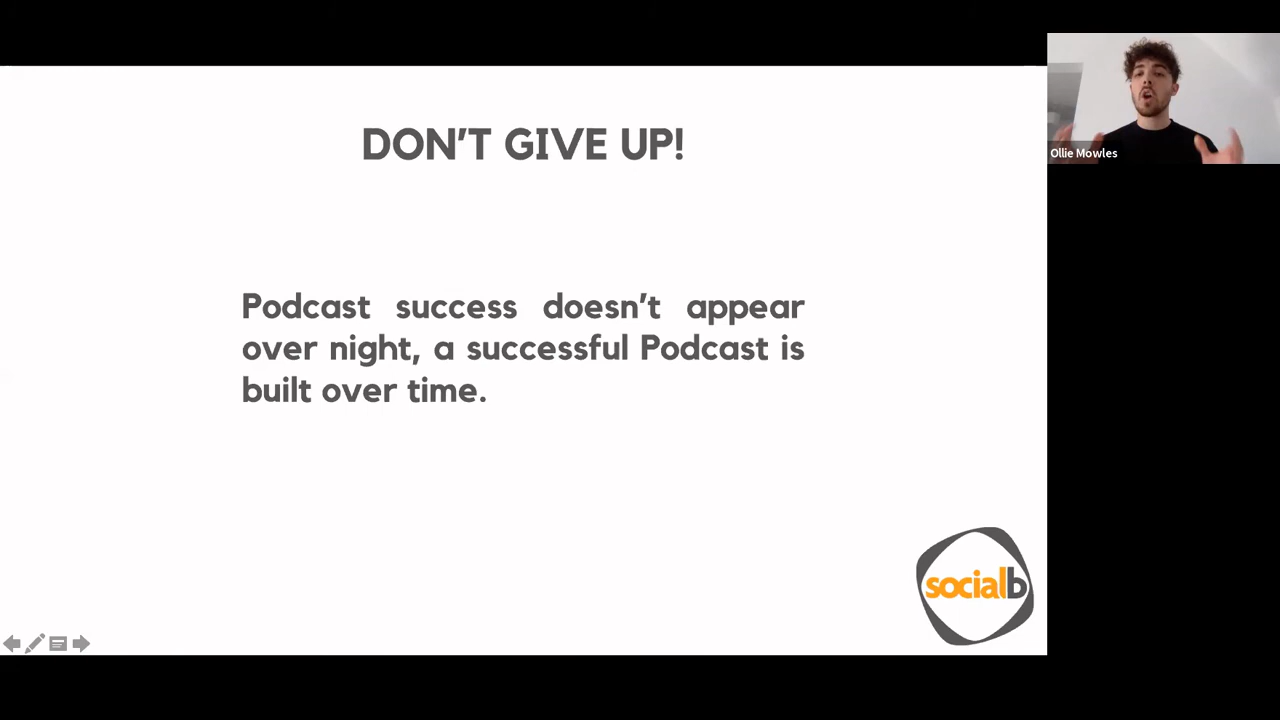 DON'T GIVE UP!
Podcast success doesn't appear
over night, a successful Podcast is
built over time.
socialb
Ollie Mowles